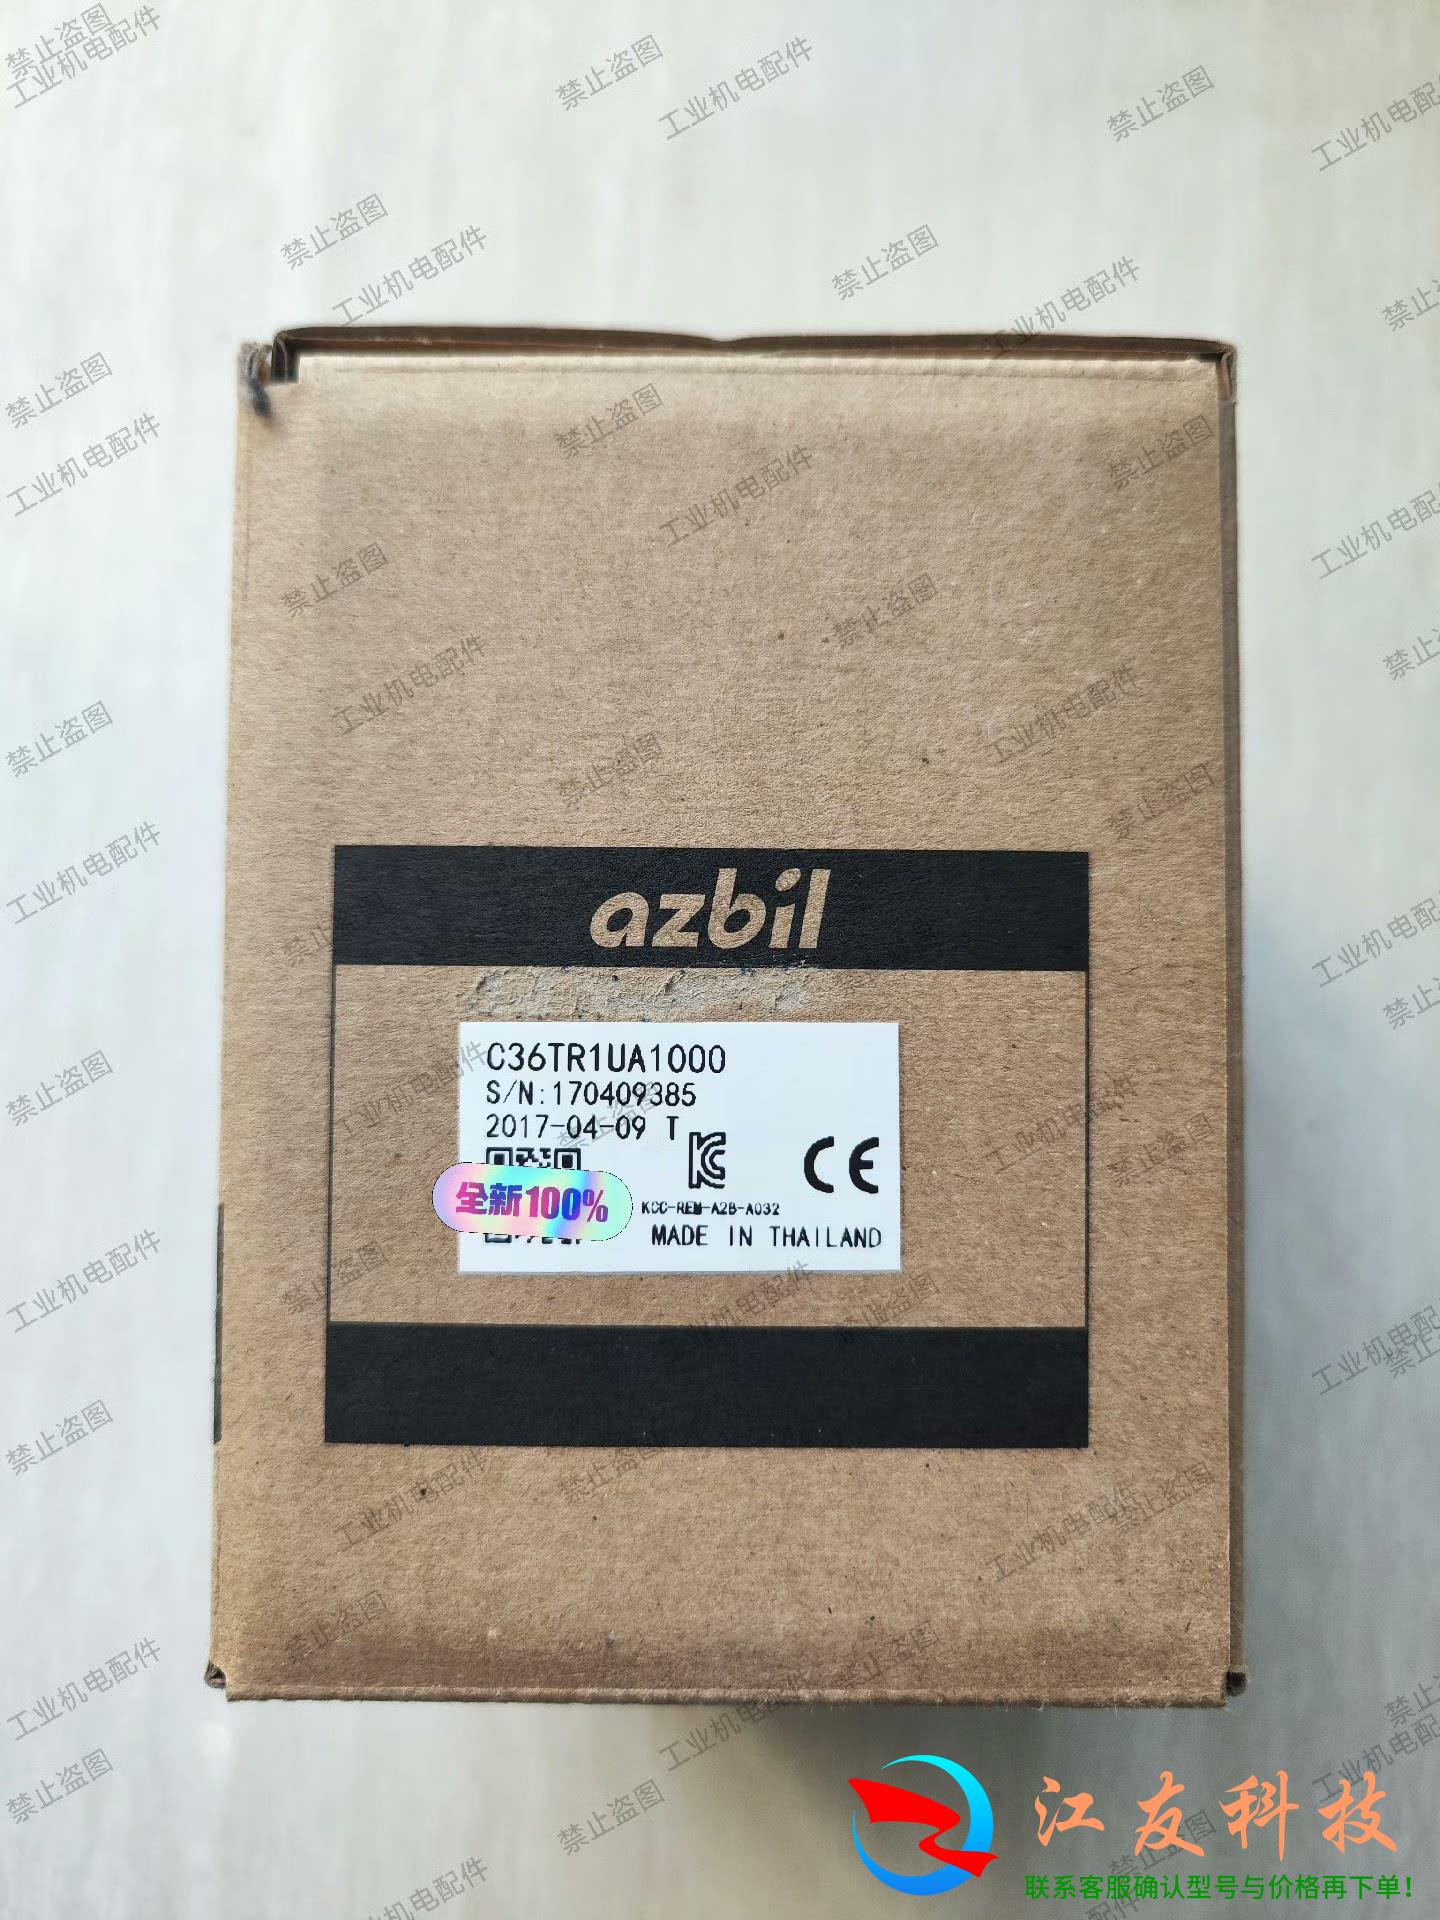 azbil
C36TR1UA1000
S/N:170409385
2017-04-09 T
全新100%
KCC-REM-A2B-A032
MADE IN THAILAND
江友科技
联系客服确认型号与价格再下单！
禁止盗图
工业机电配件